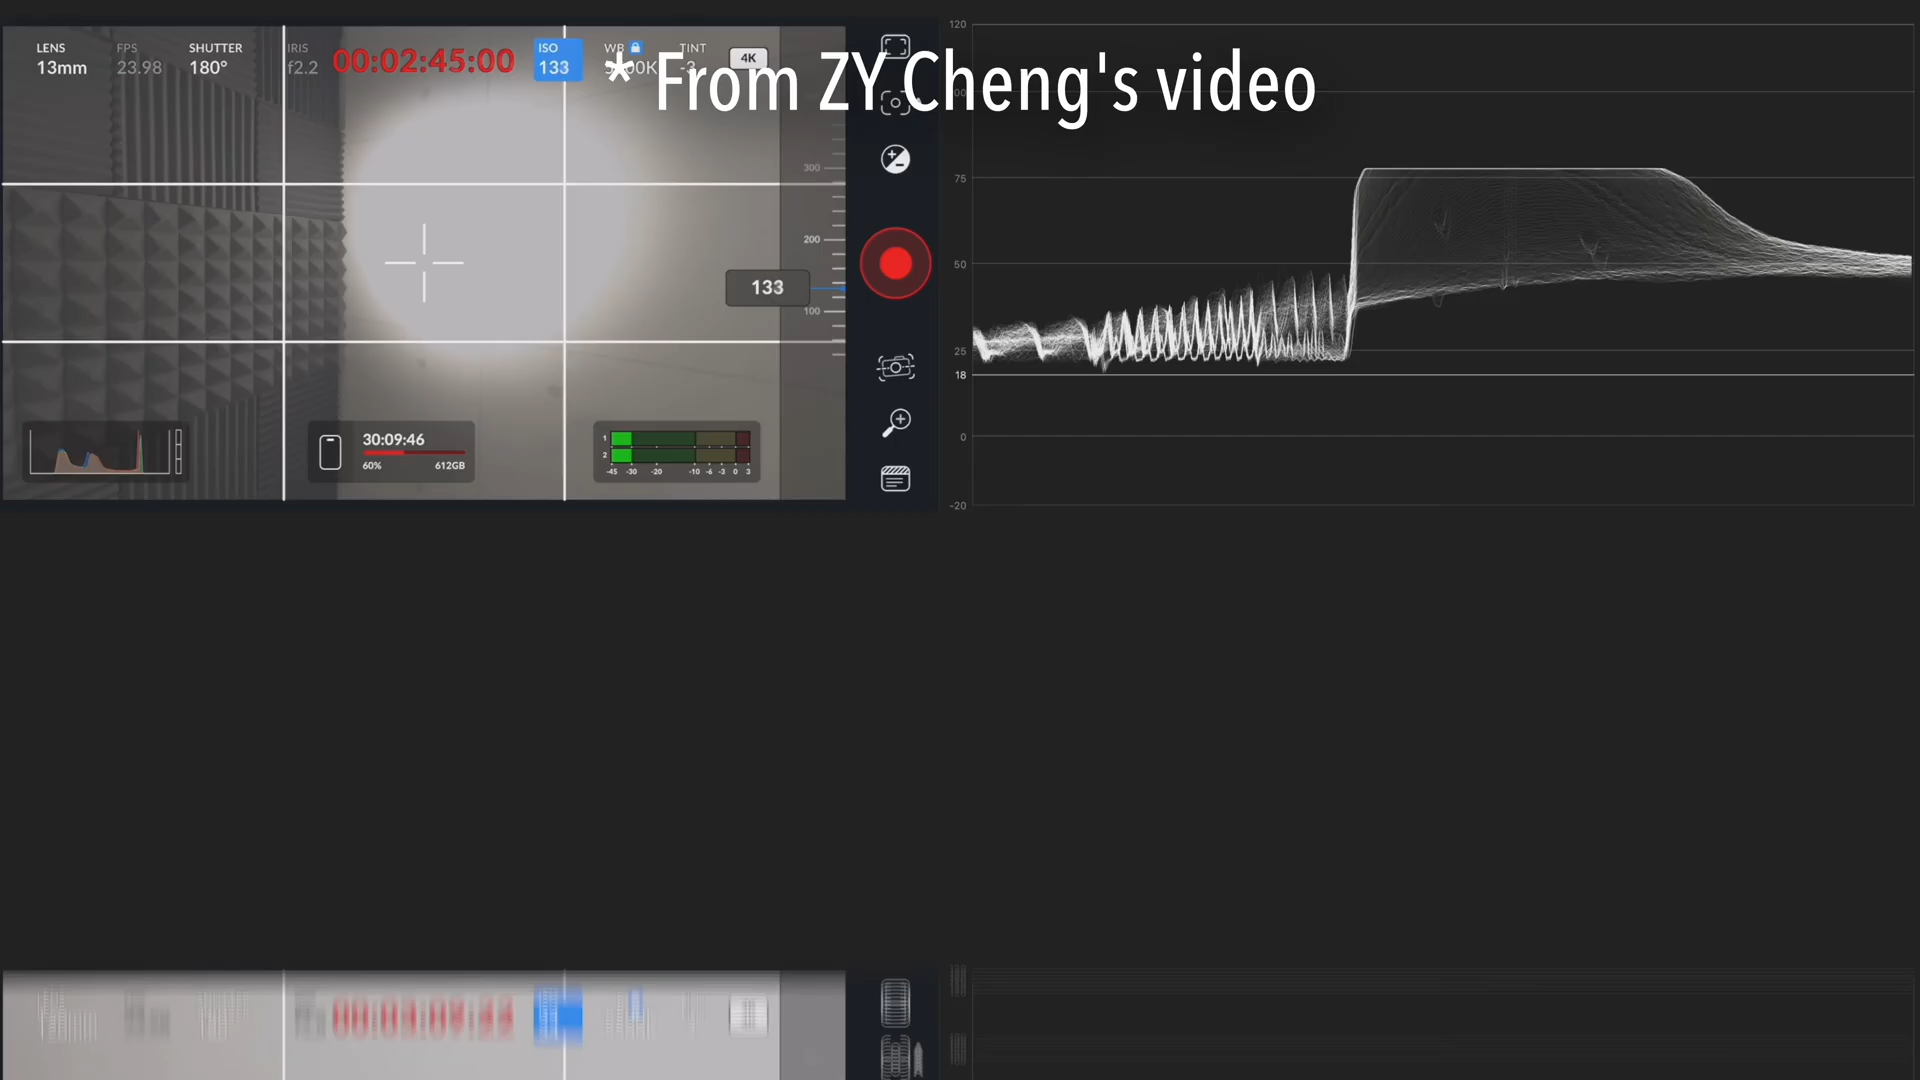 LENS FPS SHUTTER IRIS 00:02:45:00 ISO WB TINT 4K
13mm 23.98 180° f2.2 133 -3
* From ZY Cheng's video
300
200
133
100
30:09:46
60% 612GB
1
2
-45 -30 -20 -10 -6 -3 0 3
120
75
50
25
18
0
-20